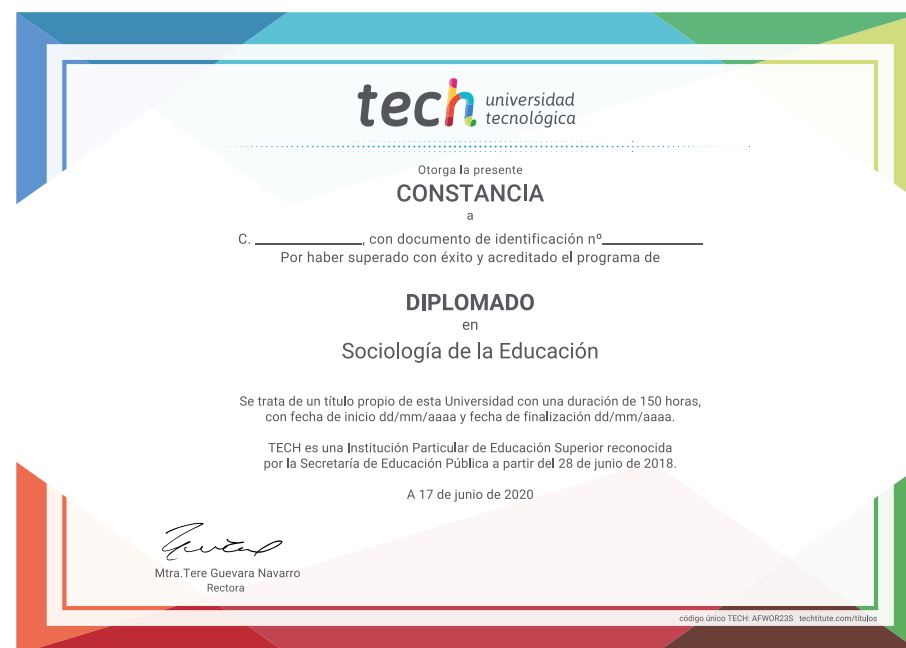 tech universidad
tecnológica
Otorga la presente
CONSTANCIA
a
C. ____________, con documento de identificación nº____________
Por haber superado con éxito y acreditado el programa de
DIPLOMADO
en
Sociología de la Educación
Se trata de un título propio de esta Universidad con una duración de 150 horas,
con fecha de inicio dd/mm/aaaa y fecha de finalización dd/mm/aaaa.
TECH es una Institución Particular de Educación Superior reconocida
por la Secretaría de Educación Pública a partir del 28 de junio de 2018.
A 17 de junio de 2020
Mtra.Tere Guevara Navarro
Rectora
código único TECH: AFWOR23S techtitute.com/titulos